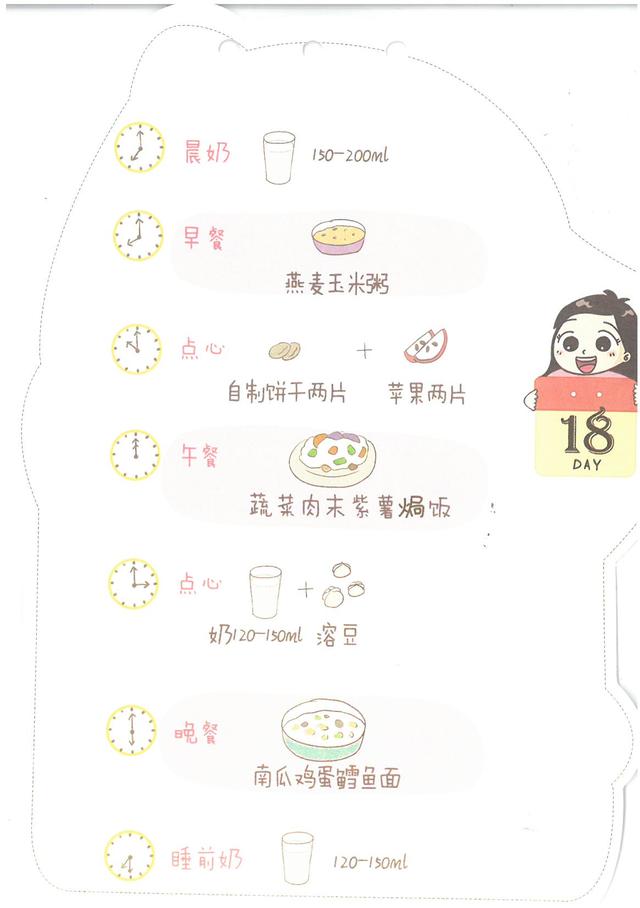 晨奶 150-200ml
早餐
燕麦玉米粥
点心 +
自制饼干两片 苹果两片
18
DAY
午餐
蔬菜肉末紫薯焗饭
点心 +
奶120-150ml 溶豆
晚餐
南瓜鸡蛋鳕鱼面
睡前奶 120-150ml